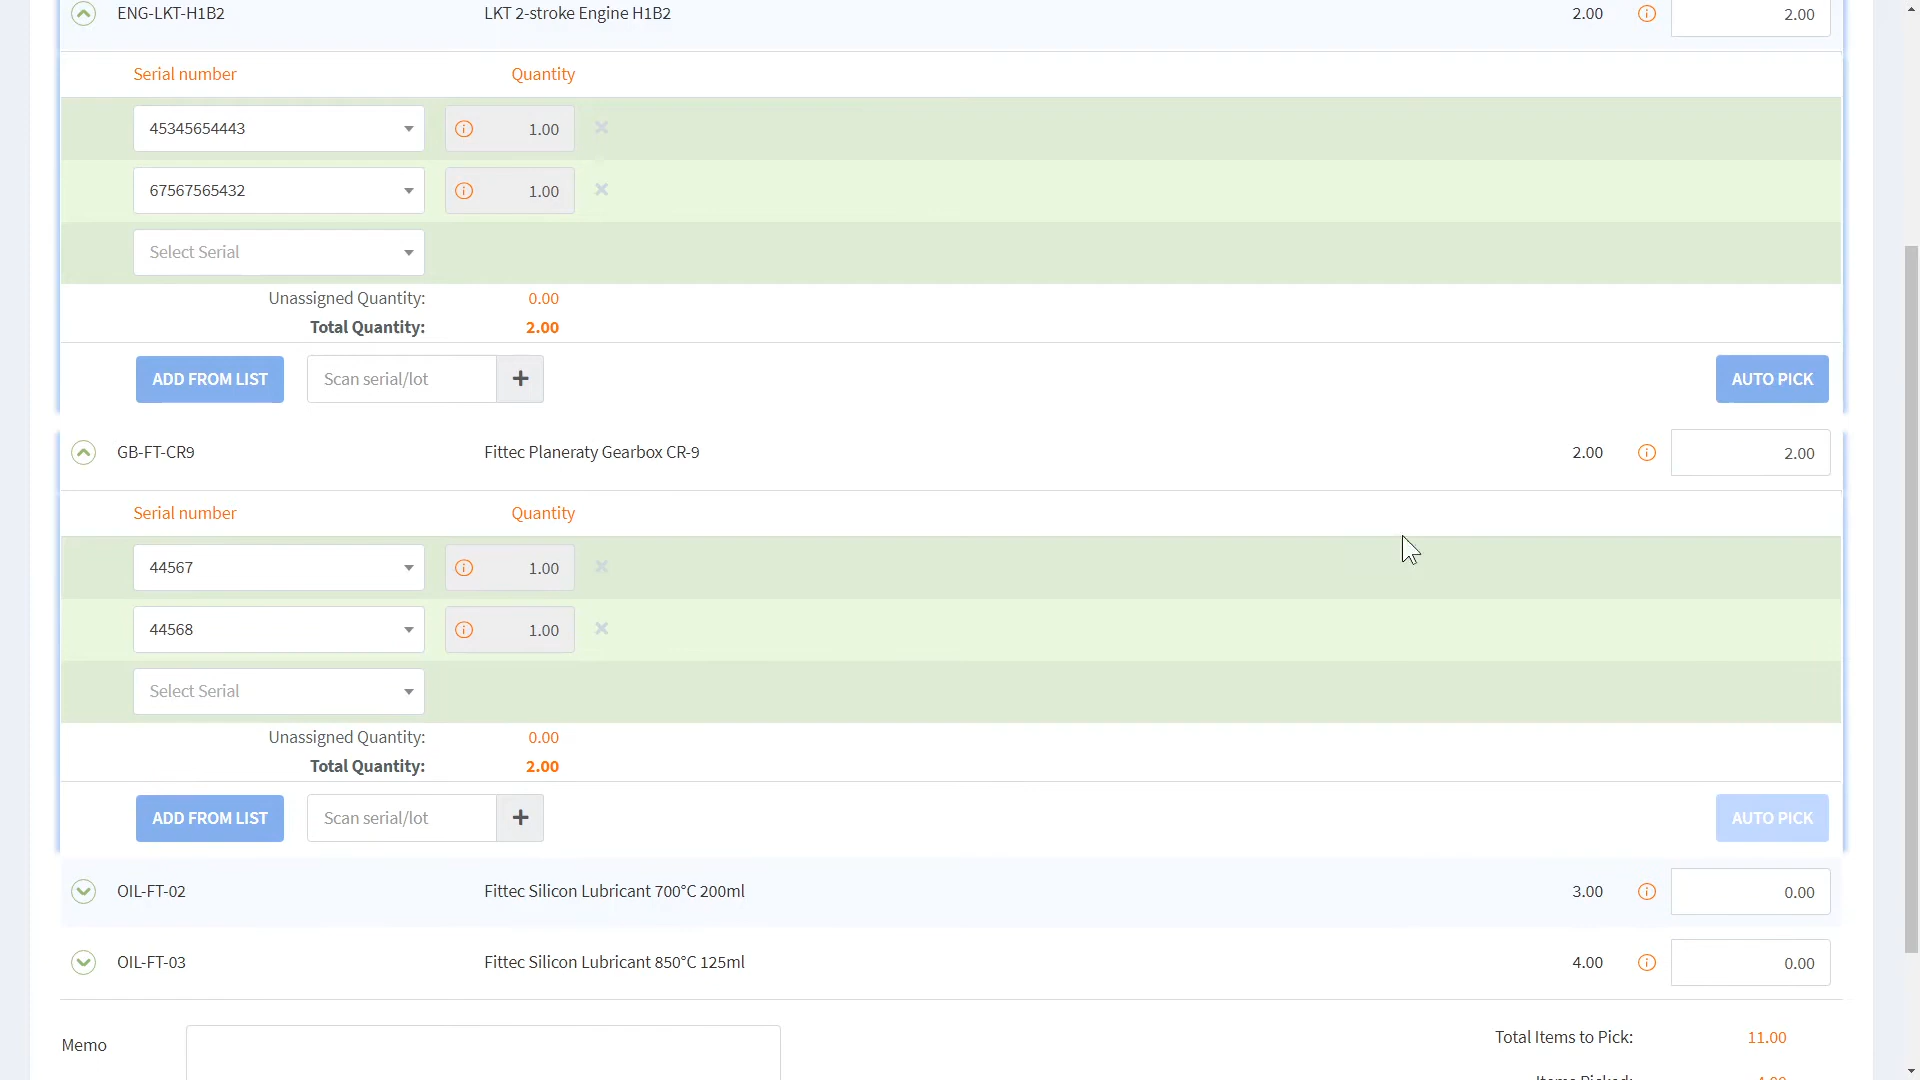 ENG-LKT-H1B2 LKT 2-stroke Engine H1B2 2.00 2.00
Serial number Quantity
45345654443 1.00
67567565432 1.00
Select Serial
Unassigned Quantity: 0.00
Total Quantity: 2.00
ADD FROM LIST Scan serial/lot + AUTO PICK
GB-FT-CR9 Fittec Planeraty Gearbox CR-9 2.00 2.00
Serial number Quantity
44567 1.00
44568 1.00
Select Serial
Unassigned Quantity: 0.00
Total Quantity: 2.00
ADD FROM LIST Scan serial/lot + AUTO PICK
OIL-FT-02 Fittec Silicon Lubricant 700°C 200ml 3.00 0.00
OIL-FT-03 Fittec Silicon Lubricant 850°C 125ml 4.00 0.00
Memo Total Items to Pick: 11.00
Items Picked: